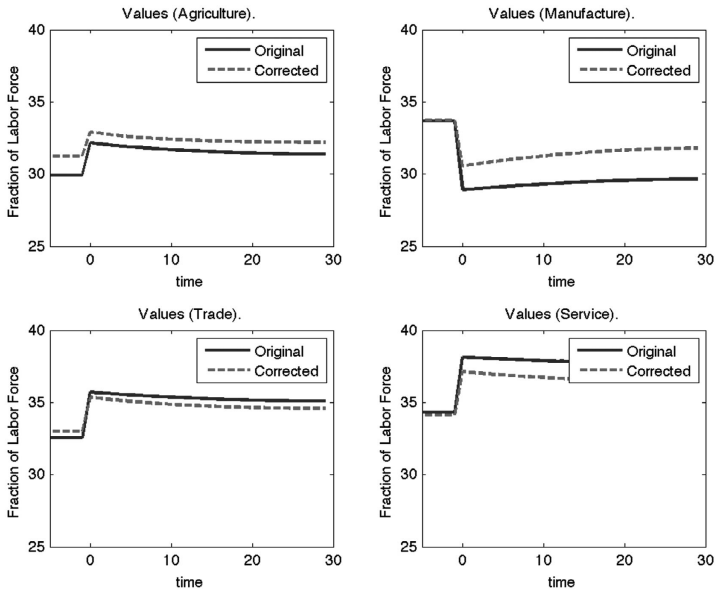 Values (Agriculture).
Fraction of Labor Force
40
35
30
25
Original
Corrected
0 10 20 30
time
Values (Manufacture).
Fraction of Labor Force
40
35
30
25
Original
Corrected
0 10 20 30
time
Values (Trade).
Fraction of Labor Force
40
35
30
25
Original
Corrected
0 10 20 30
time
Values (Service).
Fraction of Labor Force
40
35
30
25
Original
Corrected
0 10 20 30
time